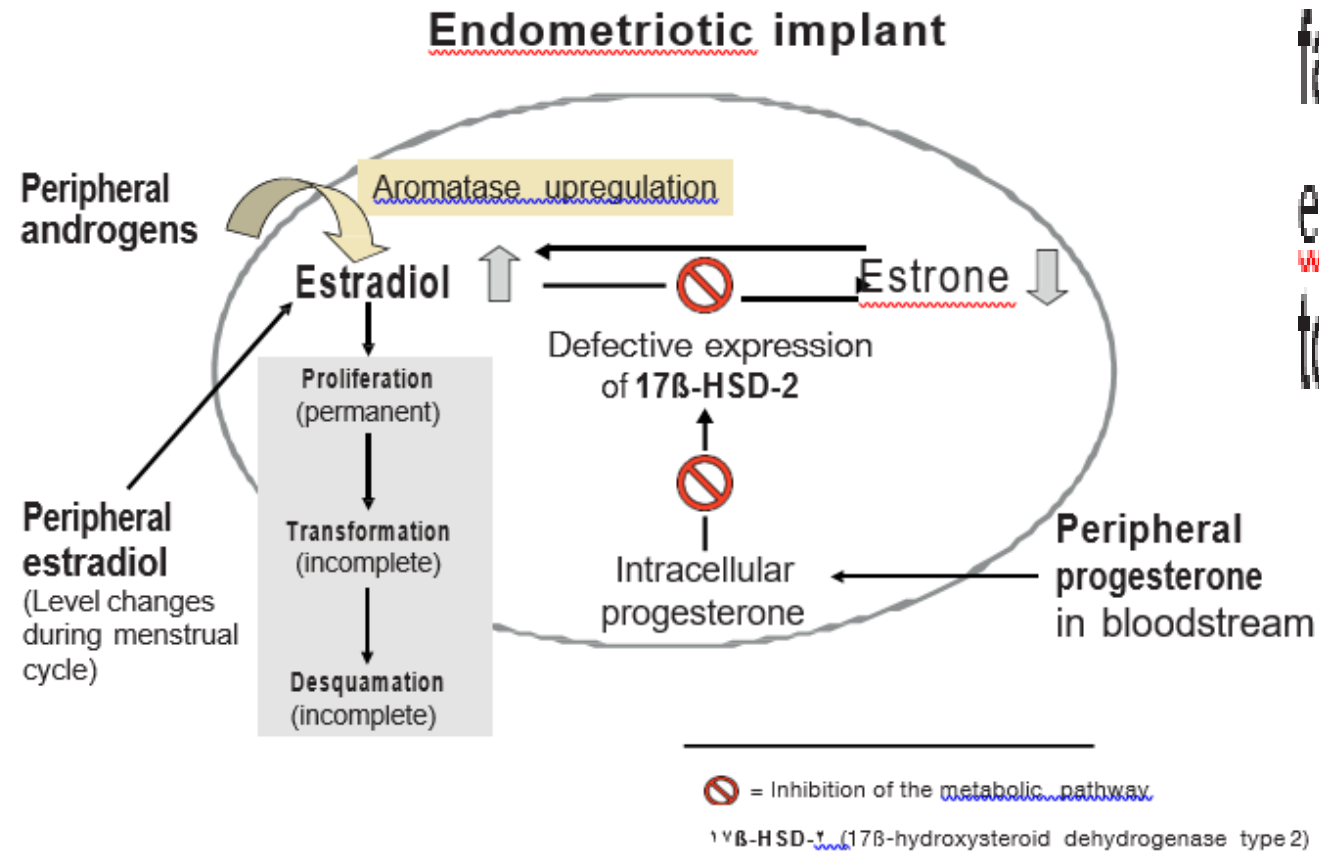 Endometriotic implant
Peripheral
androgens
Aromatase upregulation
Estradiol
Estrone
Defective expression
of 17ß-HSD-2
Proliferation
(permanent)
Transformation
(incomplete)
Desquamation
(incomplete)
Peripheral
estradiol
(Level changes
during menstrual
cycle)
Intracellular
progesterone
Peripheral
progesterone
in bloodstream
= Inhibition of the metabolic pathway
١٧ß-HSD-٢ (17ß-hydroxysteroid dehydrogenase type 2)